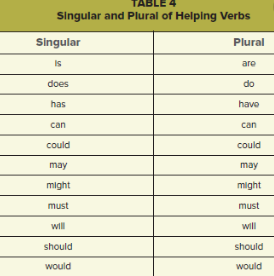 TABLE 4
Singular and Plural of Helping Verbs
Singular Plural
is are
does do
has have
can can
could could
may may
might might
must must
will will
should should
would would